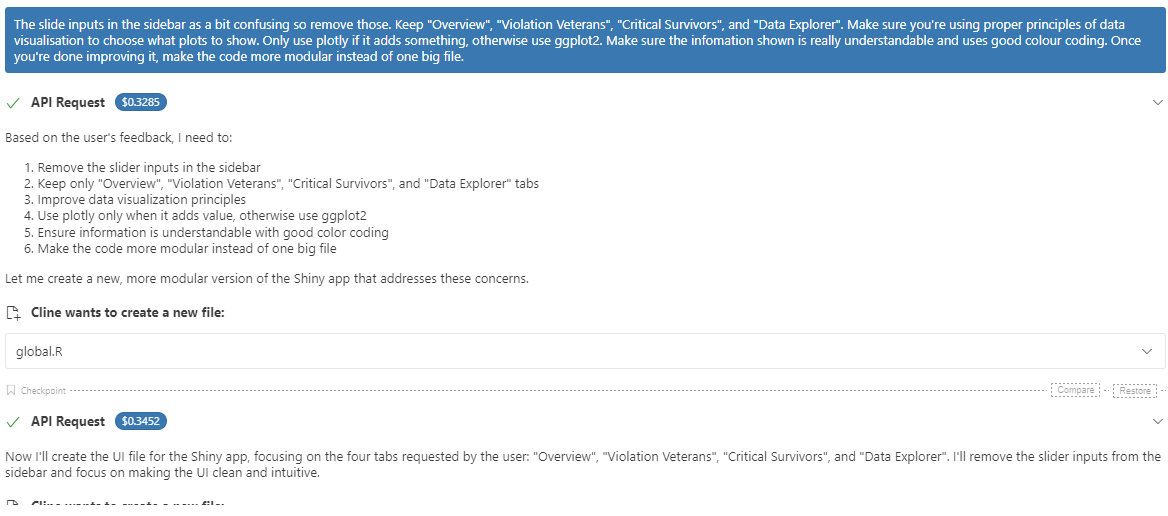 The slide inputs in the sidebar as a bit confusing so remove those. Keep "Overview", "Violation Veterans", "Critical Survivors", and "Data Explorer". Make sure you're using proper principles of data
visualisation to choose what plots to show. Only use plotly if it adds something, otherwise use ggplot2. Make sure the infomation shown is really understandable and uses good colour coding. Once
you're done improving it, make the code more modular instead of one big file.
API Request $0.3285
Based on the user's feedback, I need to:
1. Remove the slider inputs in the sidebar
2. Keep only "Overview", "Violation Veterans", "Critical Survivors", and "Data Explorer" tabs
3. Improve data visualization principles
4. Use plotly only when it adds value, otherwise use ggplot2
5. Ensure information is understandable with good color coding
6. Make the code more modular instead of one big file
Let me create a new, more modular version of the Shiny app that addresses these concerns.
Cline wants to create a new file:
global.R
Checkpoint Compare Restore
API Request $0.3452
Now I'll create the UI file for the Shiny app, focusing on the four tabs requested by the user: "Overview", "Violation Veterans", "Critical Survivors", and "Data Explorer". I'll remove the slider inputs from the
sidebar and focus on making the UI clean and intuitive.
Cline wants to create a new file: